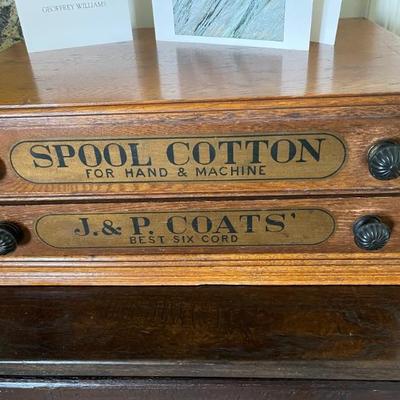 GEOFFREY WILLIAMS
SPOOL COTTON
FOR HAND & MACHINE
J. & P. COATS'
BEST SIX CORD